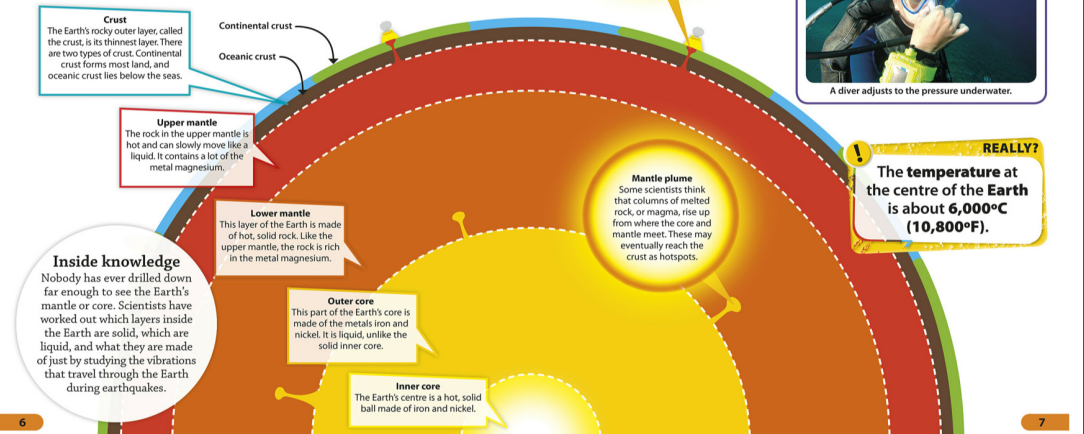 Crust
The Earth's rocky outer layer, called
the crust, is its thinnest layer. There
are two types of crust. Continental
crust forms most land, and
oceanic crust lies below the seas.
Continental crust
Oceanic crust
Upper mantle
The rock in the upper mantle is
hot and can slowly move like a
liquid. It contains a lot of the
metal magnesium.
Lower mantle
This layer of the Earth is made
of hot, solid rock. Like the
upper mantle, the rock is rich
in the metal magnesium.
Inside knowledge
Nobody has ever drilled down
far enough to see the Earth's
mantle or core. Scientists have
worked out which layers inside
the Earth are solid, which are
liquid, and what they are made
of just by studying the vibrations
that travel through the Earth
during earthquakes.
Outer core
This part of the Earth's core is
made of the metals iron and
nickel. It is liquid, unlike the
solid inner core.
Inner core
The Earth's centre is a hot, solid
ball made of iron and nickel.
Mantle plume
Some scientists think
that columns of melted
rock, or magma, rise up
from where the core and
mantle meet. These may
eventually reach the
crust as hotspots.
A diver adjusts to the pressure underwater.
!
REALLY?
The temperature at
the centre of the Earth
is about 6,000ºC
(10,800ºF).
6
7